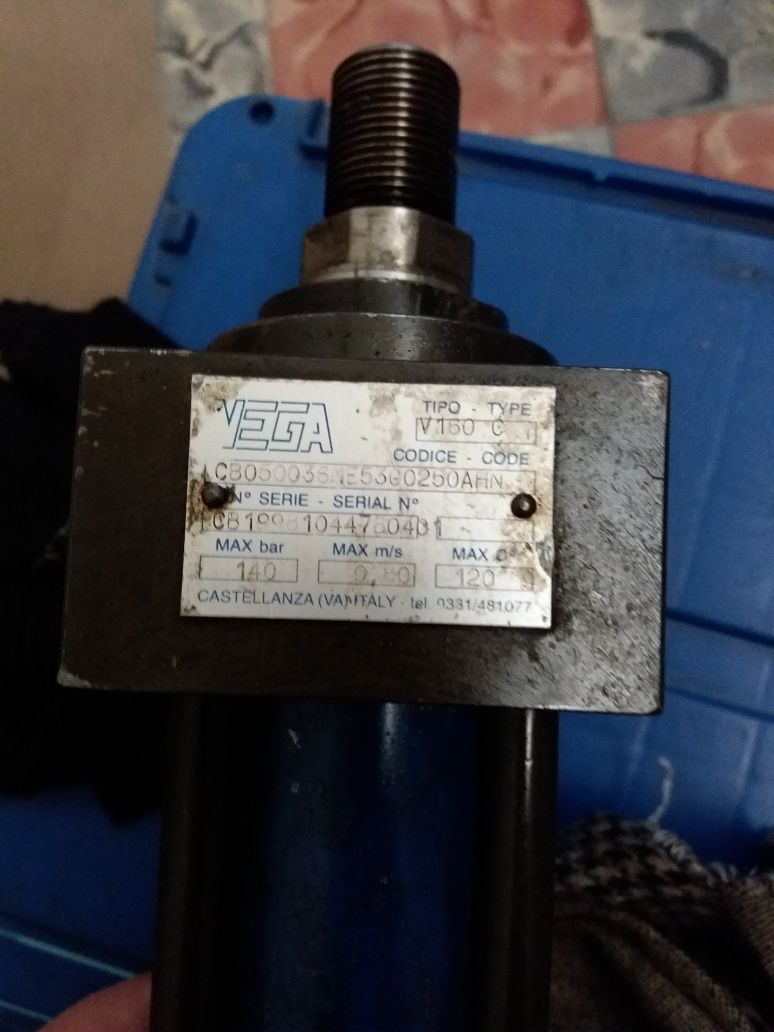 VEGA
TIPO - TYPE
V160 C
CODICE - CODE
N° SERIE - SERIAL N°
MAX bar
MAX m/s
MAX C°
140
120
CASTELLANZA (VA) ITALY - tel. 0331/481077